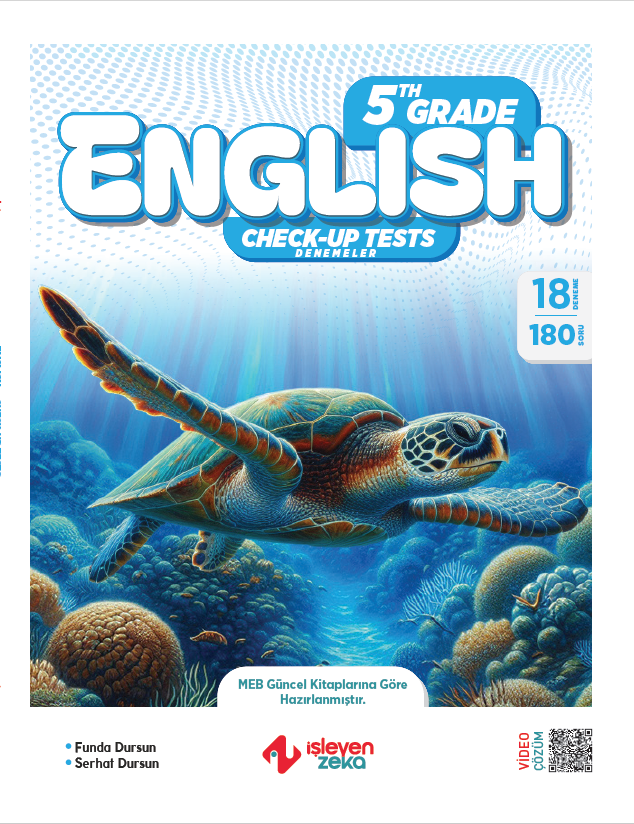 5TH GRADE
ENGLISH
CHECK-UP TESTS
DENEMELER
18 DENEME
180 SORU
MEB Güncel Kitaplarına Göre
Hazırlanmıştır.
• Funda Dursun
• Serhat Dursun
işleyen
zeka
VİDEO
ÇÖZÜM